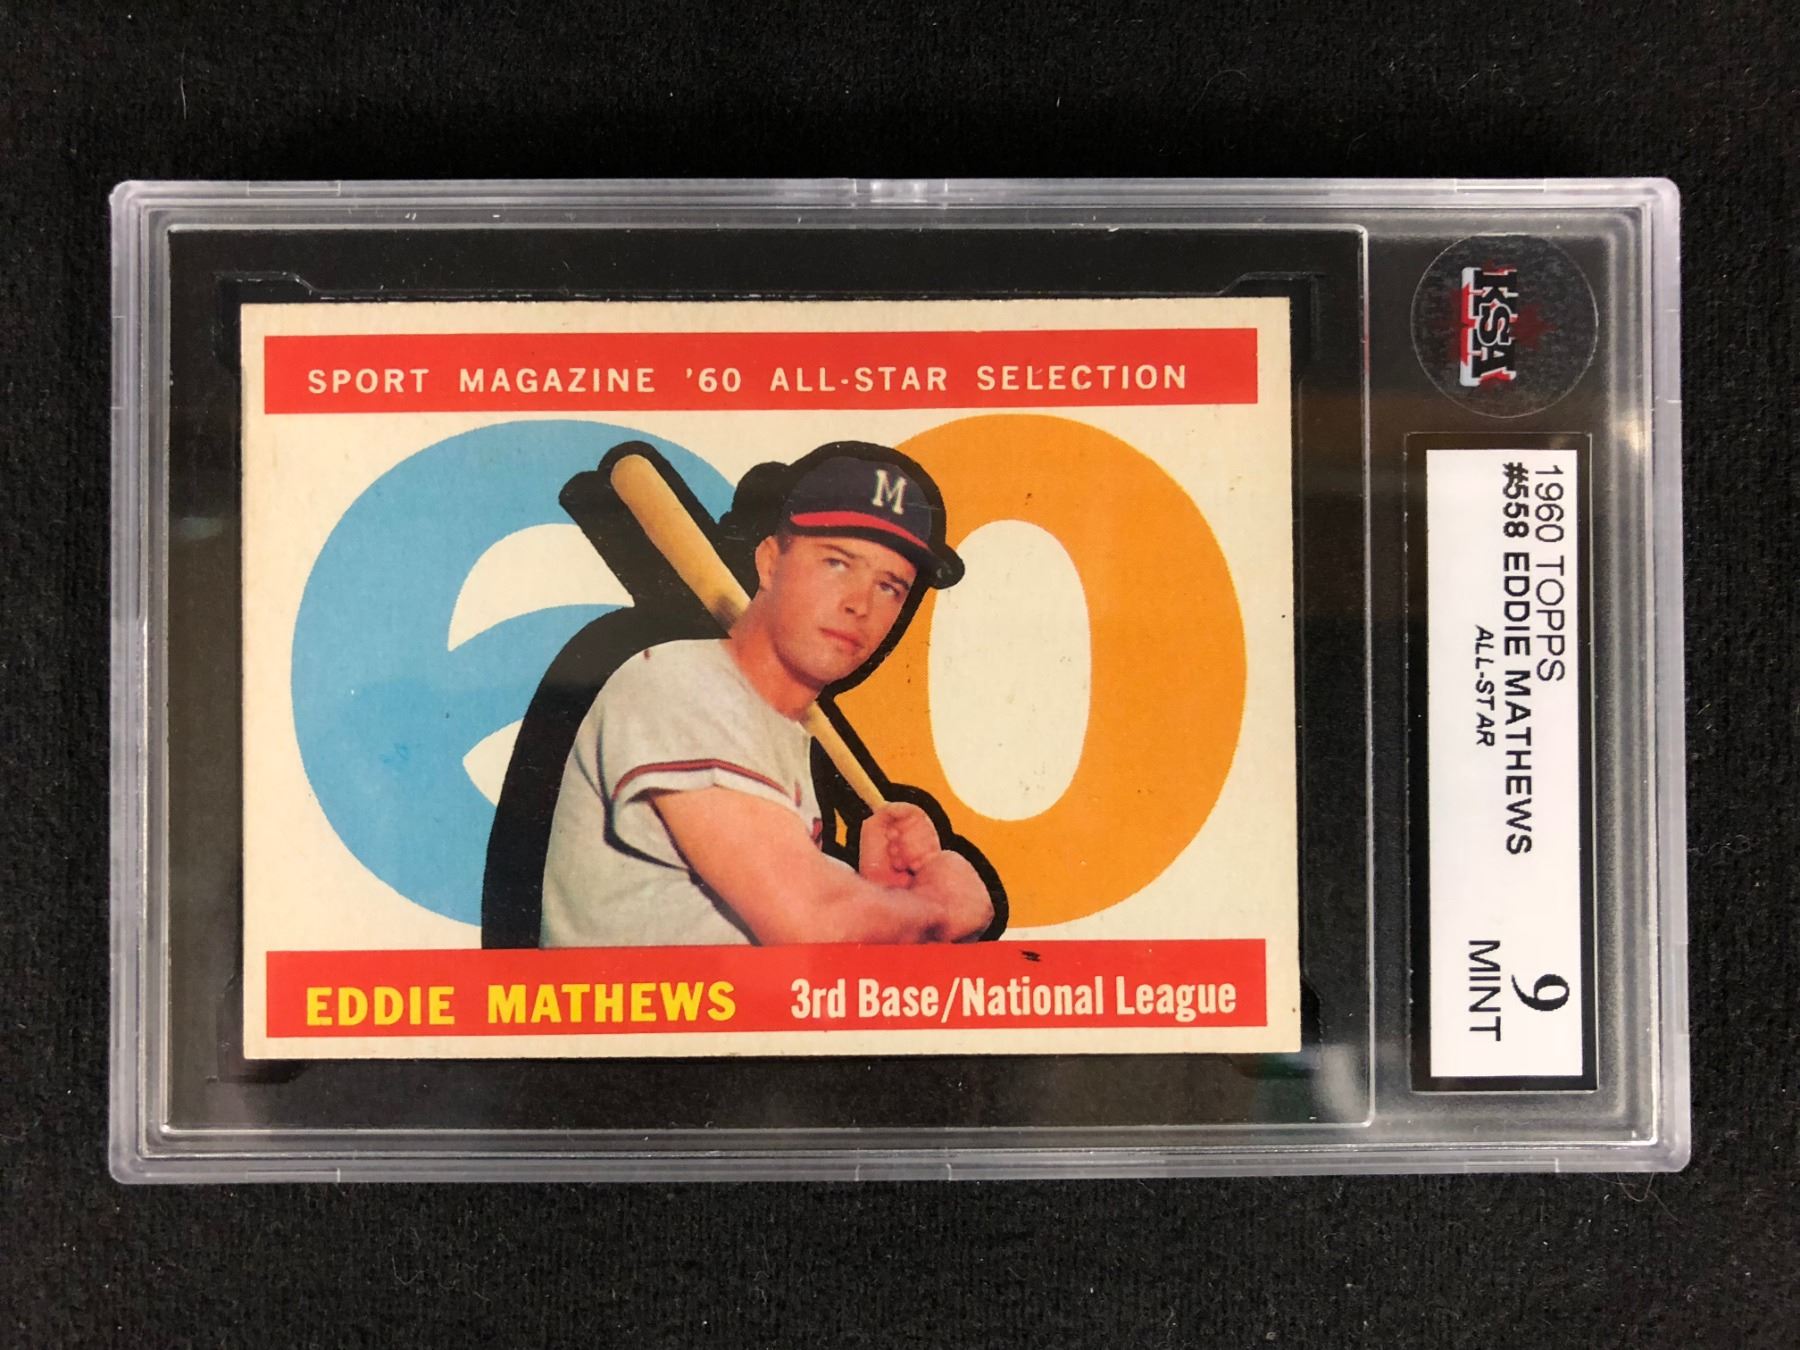 SPORT MAGAZINE '60 ALL-STAR SELECTION
60
M
EDDIE MATHEWS 3rd Base/National League
KSA
1960 TOPPS
#558 EDDIE MATHEWS
ALL-STAR
9
MINT